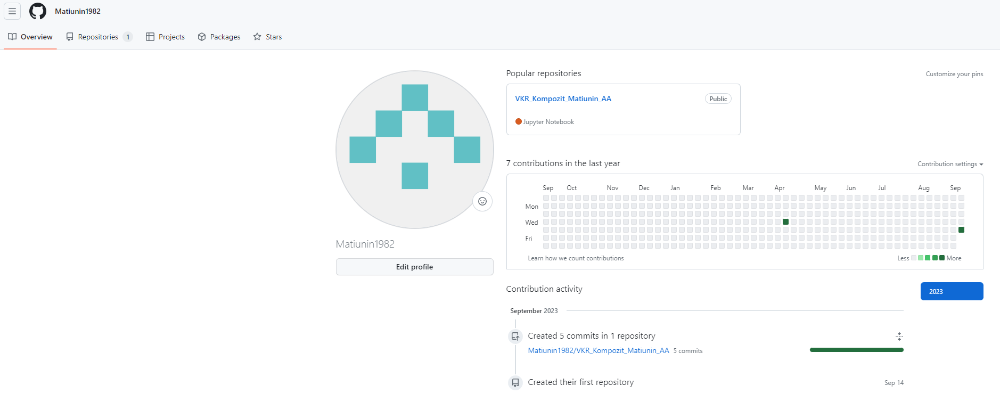 Matiunin1982
Overview Repositories 1 Projects Packages Stars
Matiunin1982
Edit profile
Popular repositories Customize your pins
VKR_Kompozit_Matiunin_AA Public
Jupyter Notebook
7 contributions in the last year Contribution settings
Sep Oct Nov Dec Jan Feb Mar Apr May Jun Jul Aug Sep
Mon
Wed
Fri
Learn how we count contributions Less More
Contribution activity 2023
September 2023
Created 5 commits in 1 repository
Matiunin1982/VKR_Kompozit_Matiunin_AA 5 commits
Created their first repository Sep 14